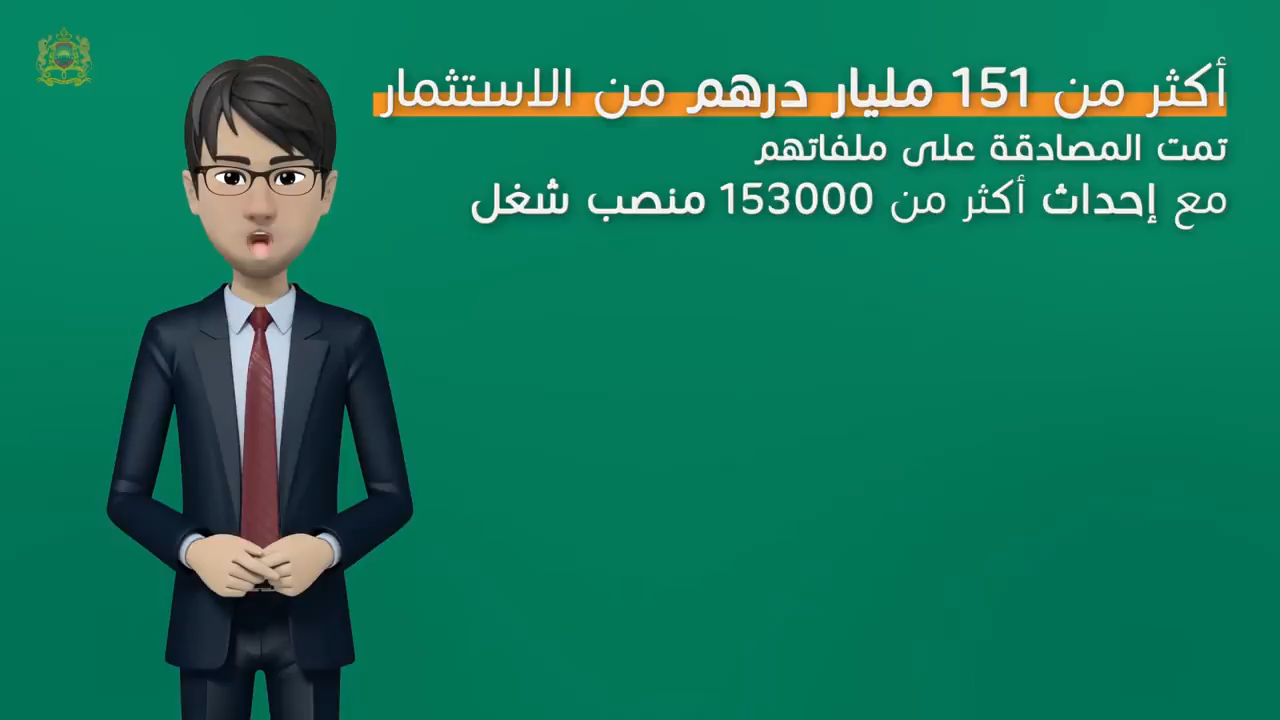 أكثر من 151 مليار درهم من الاستثمار
تمت المصادقة على ملفاتهم
مع إحداث أكثر من 153000 منصب شغل